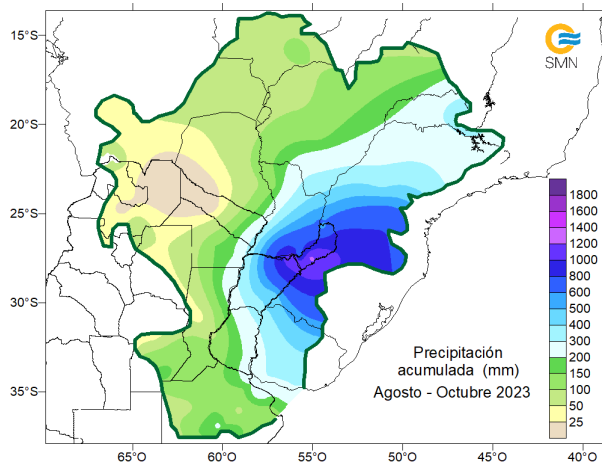 15°S
20°S
25°S
30°S
35°S
65°O
60°O
55°O
50°O
45°O
40°O
SMN
1800
1600
1400
1200
1000
800
600
500
400
300
200
150
100
50
25
Precipitación
acumulada (mm)
Agosto - Octubre 2023